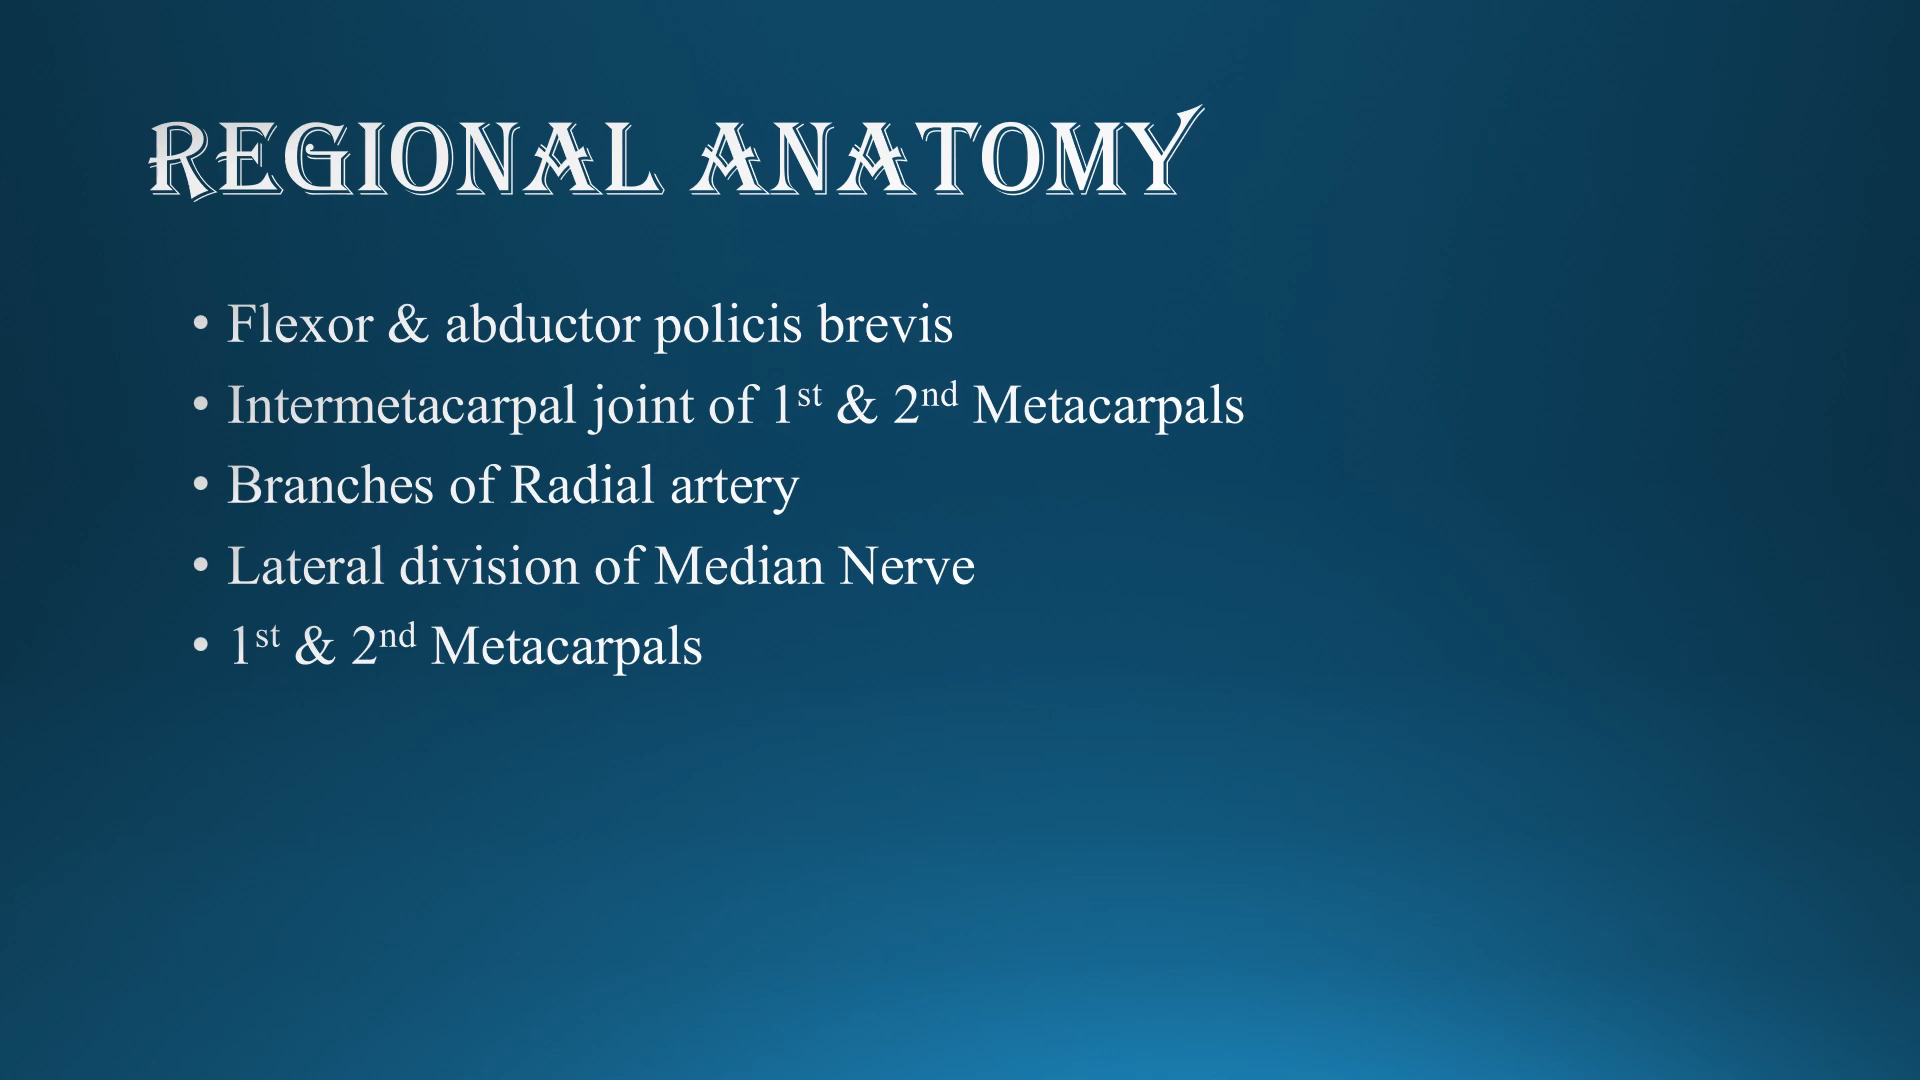 REGIONAL ANATOMY
• Flexor & abductor policis brevis
• Intermetacarpal joint of 1st & 2nd Metacarpals
• Branches of Radial artery
• Lateral division of Median Nerve
• 1st & 2nd Metacarpals